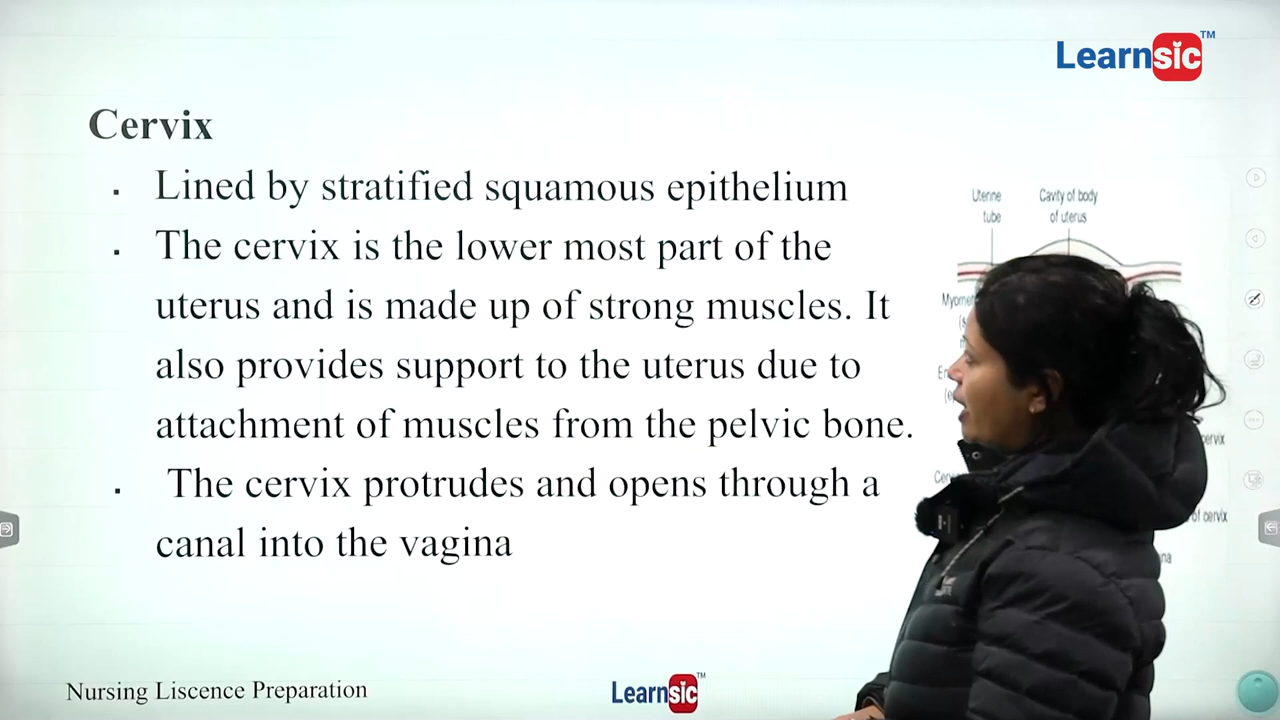 Learnsic™
Cervix
▪ Lined by stratified squamous epithelium
▪ The cervix is the lower most part of the
uterus and is made up of strong muscles. It
also provides support to the uterus due to
attachment of muscles from the pelvic bone.
▪ The cervix protrudes and opens through a
canal into the vagina
Uterine
tube
Cavity of body
of uterus
of cervix
Nursing Liscence Preparation
Learnsic™